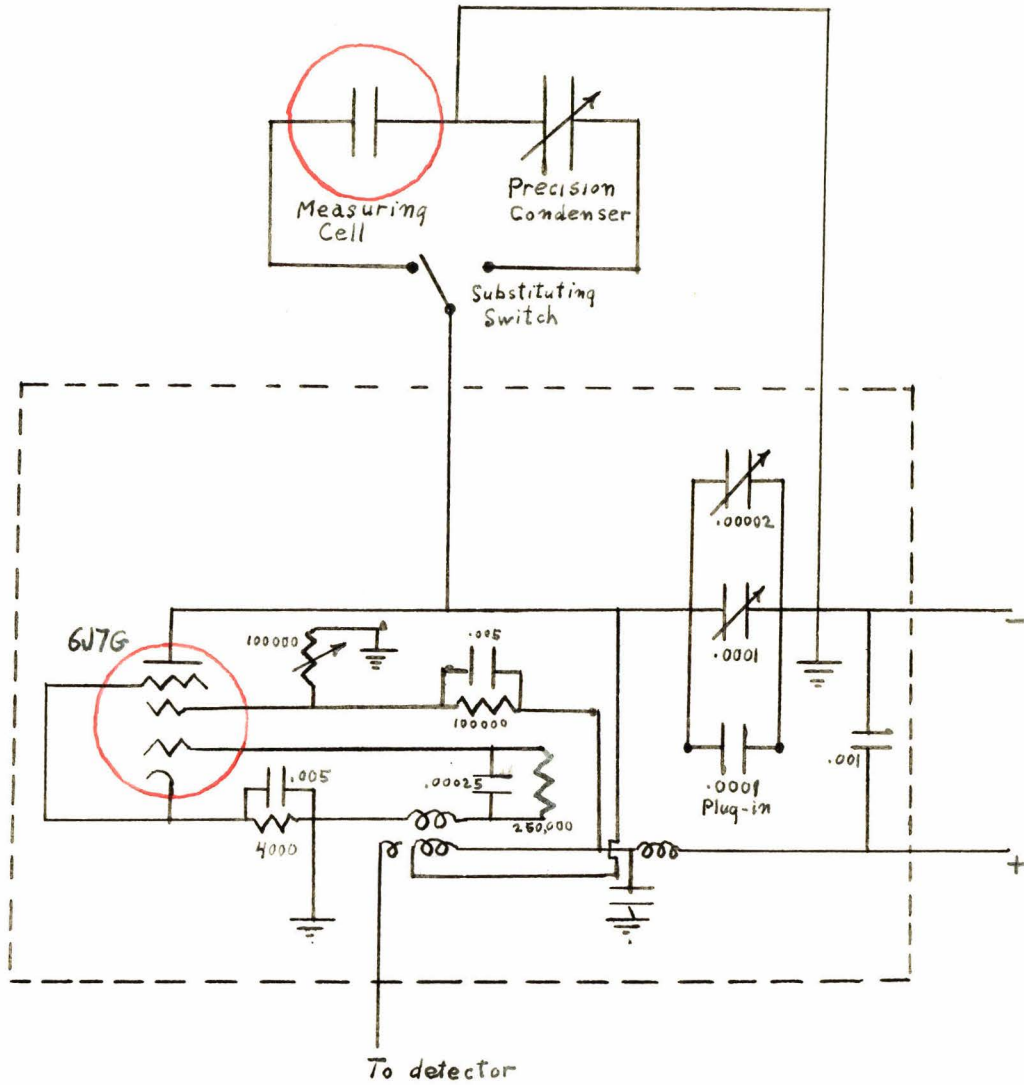 Measuring
Cell
Precision
Condenser
Substituting
Switch
.00002
6J7G
100000
.005
.0001
-
100000
.005
.00025
.0001
Plug-in
.001
4000
250,000
+
To detector